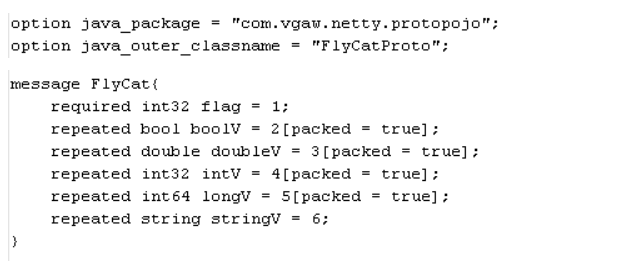 option java_package = "com.vgaw.netty.protopojo";
option java_outer_classname = "FlyCatProto";
message FlyCat{
    required int32 flag = 1;
    repeated bool boolV = 2[packed = true];
    repeated double doubleV = 3[packed = true];
    repeated int32 intV = 4[packed = true];
    repeated int64 longV = 5[packed = true];
    repeated string stringV = 6;
}